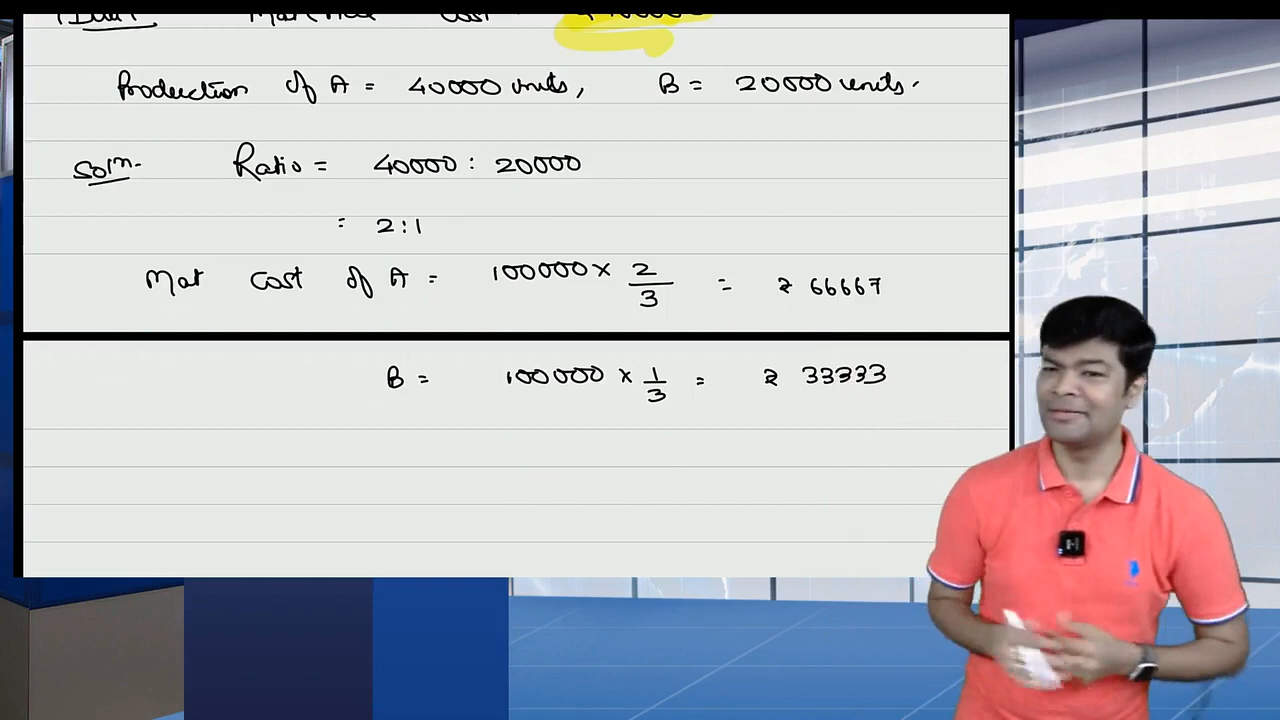 Cost
Production of A = 40000 units, B = 20000 units.
Soln. Ratio = 40000 : 20000
= 2:1
Mat Cost of A = 100000 × 2/3 = ₹ 66667
B = 100000 × 1/3 = ₹ 33333